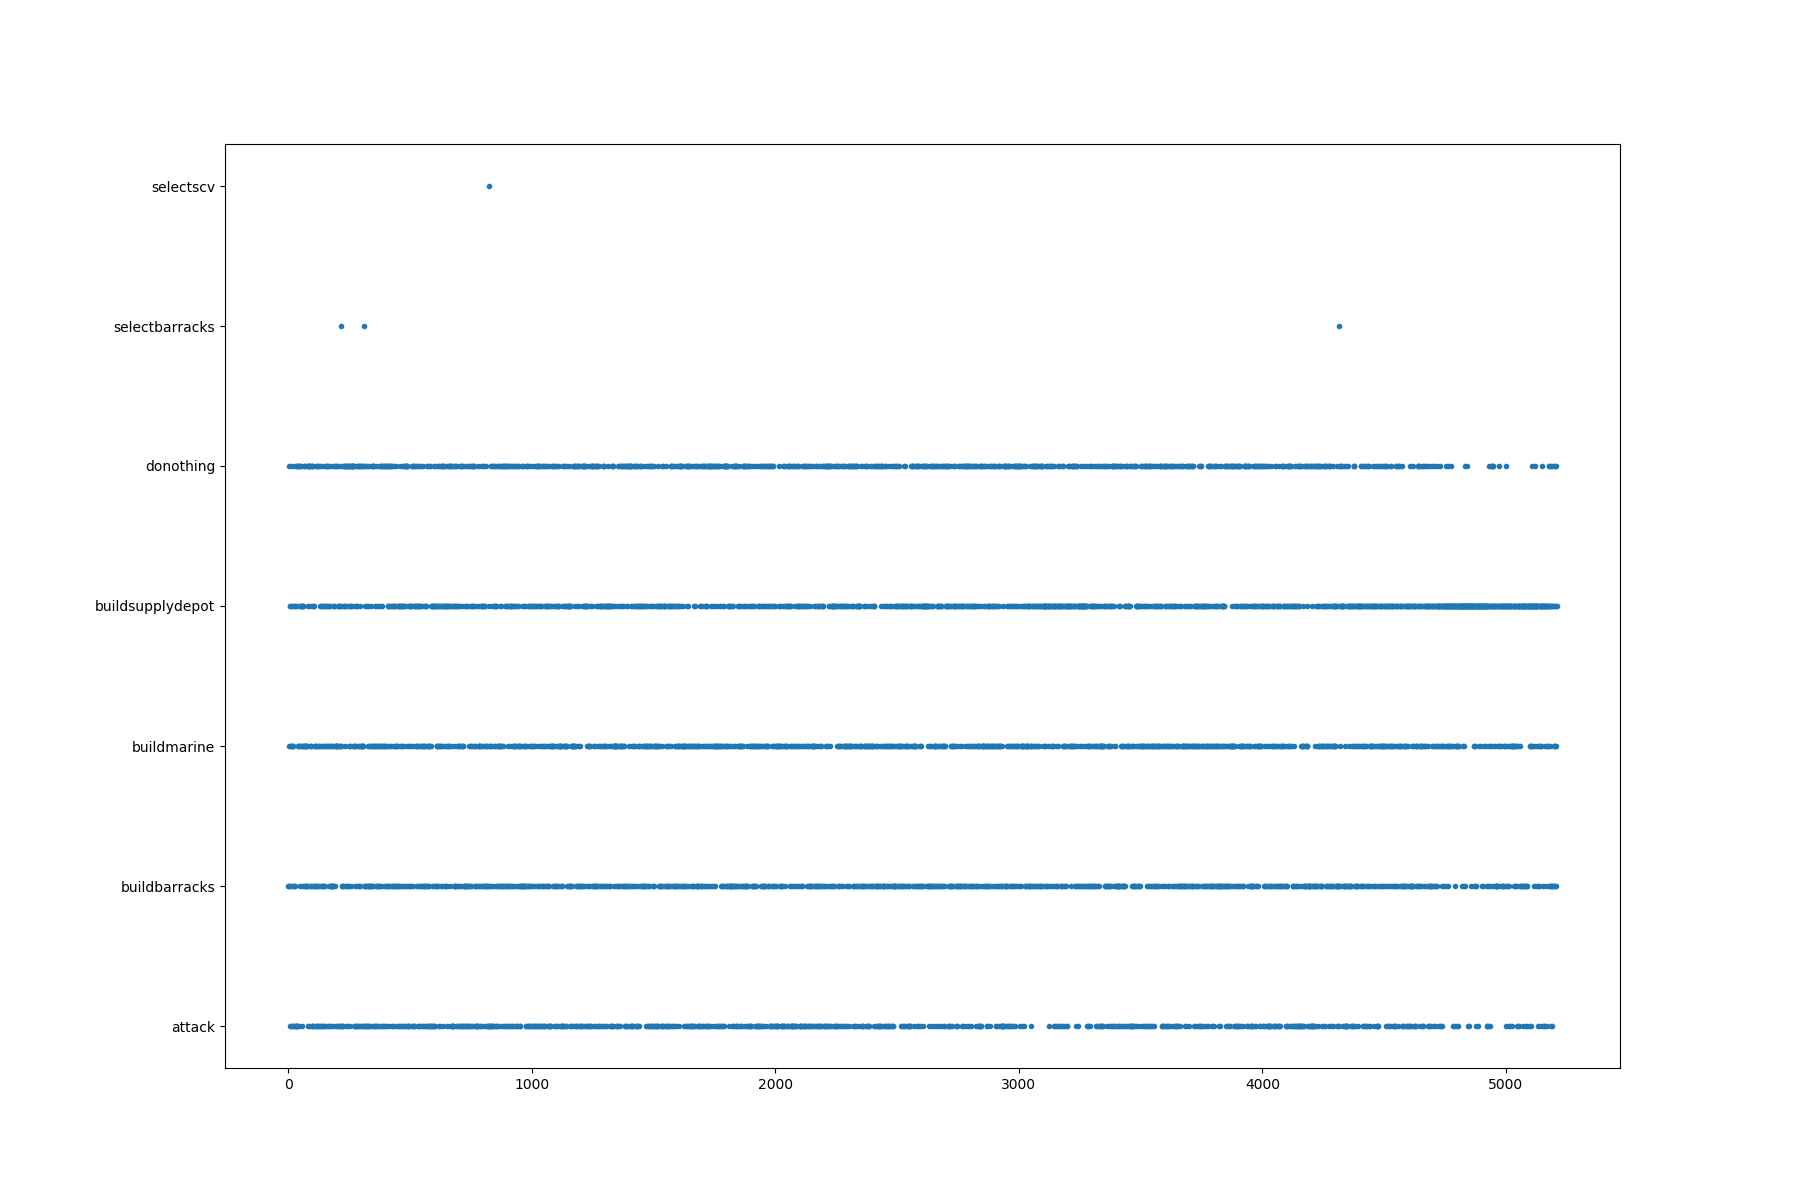 selectscv
selectbarracks
donothing
buildsupplydepot
buildmarine
buildbarracks
attack
0 1000 2000 3000 4000 5000